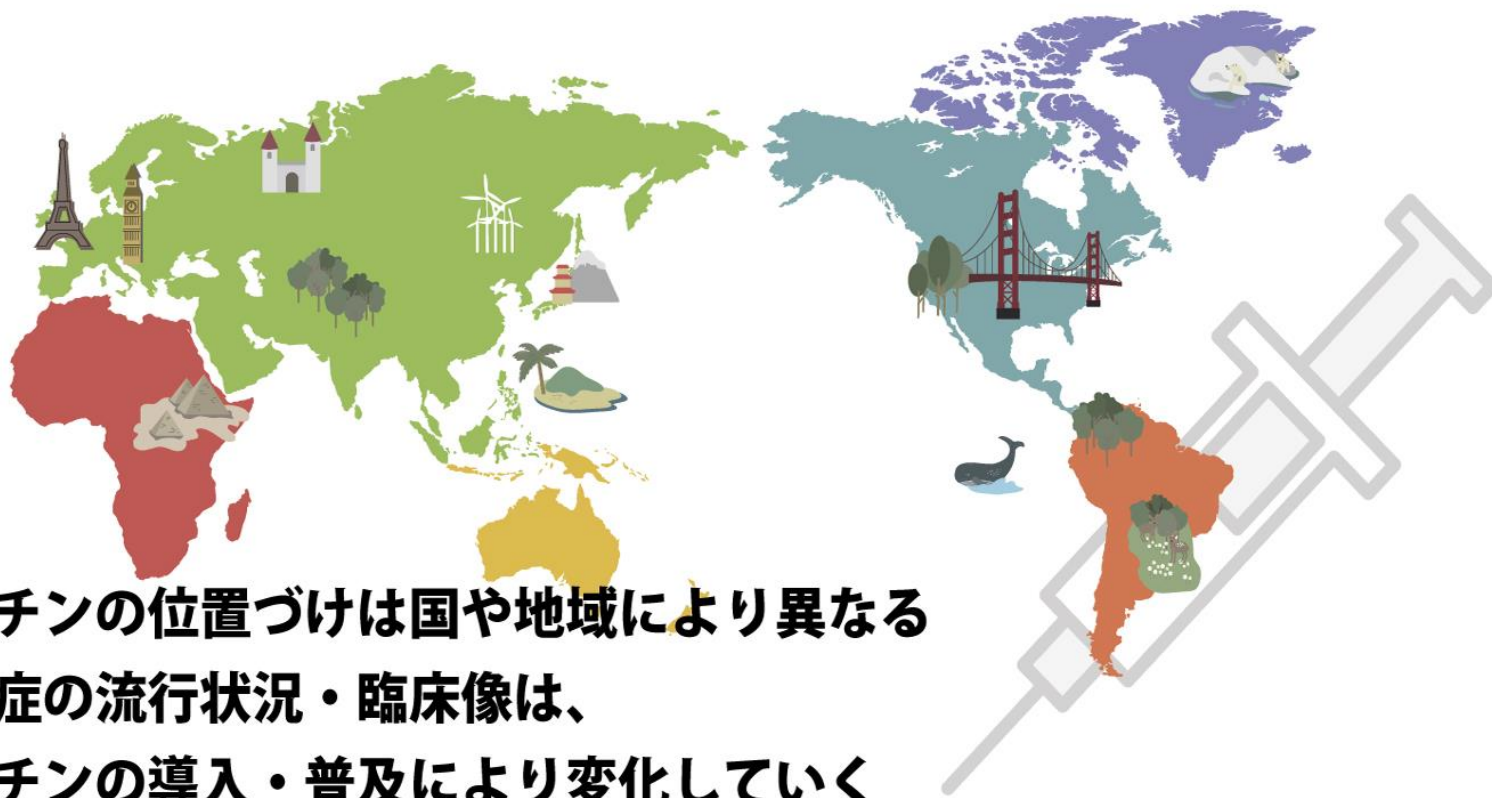 チンの位置づけは国や地域により異なる
症の流行状況・臨床像は、
チンの導入・普及により変化していく